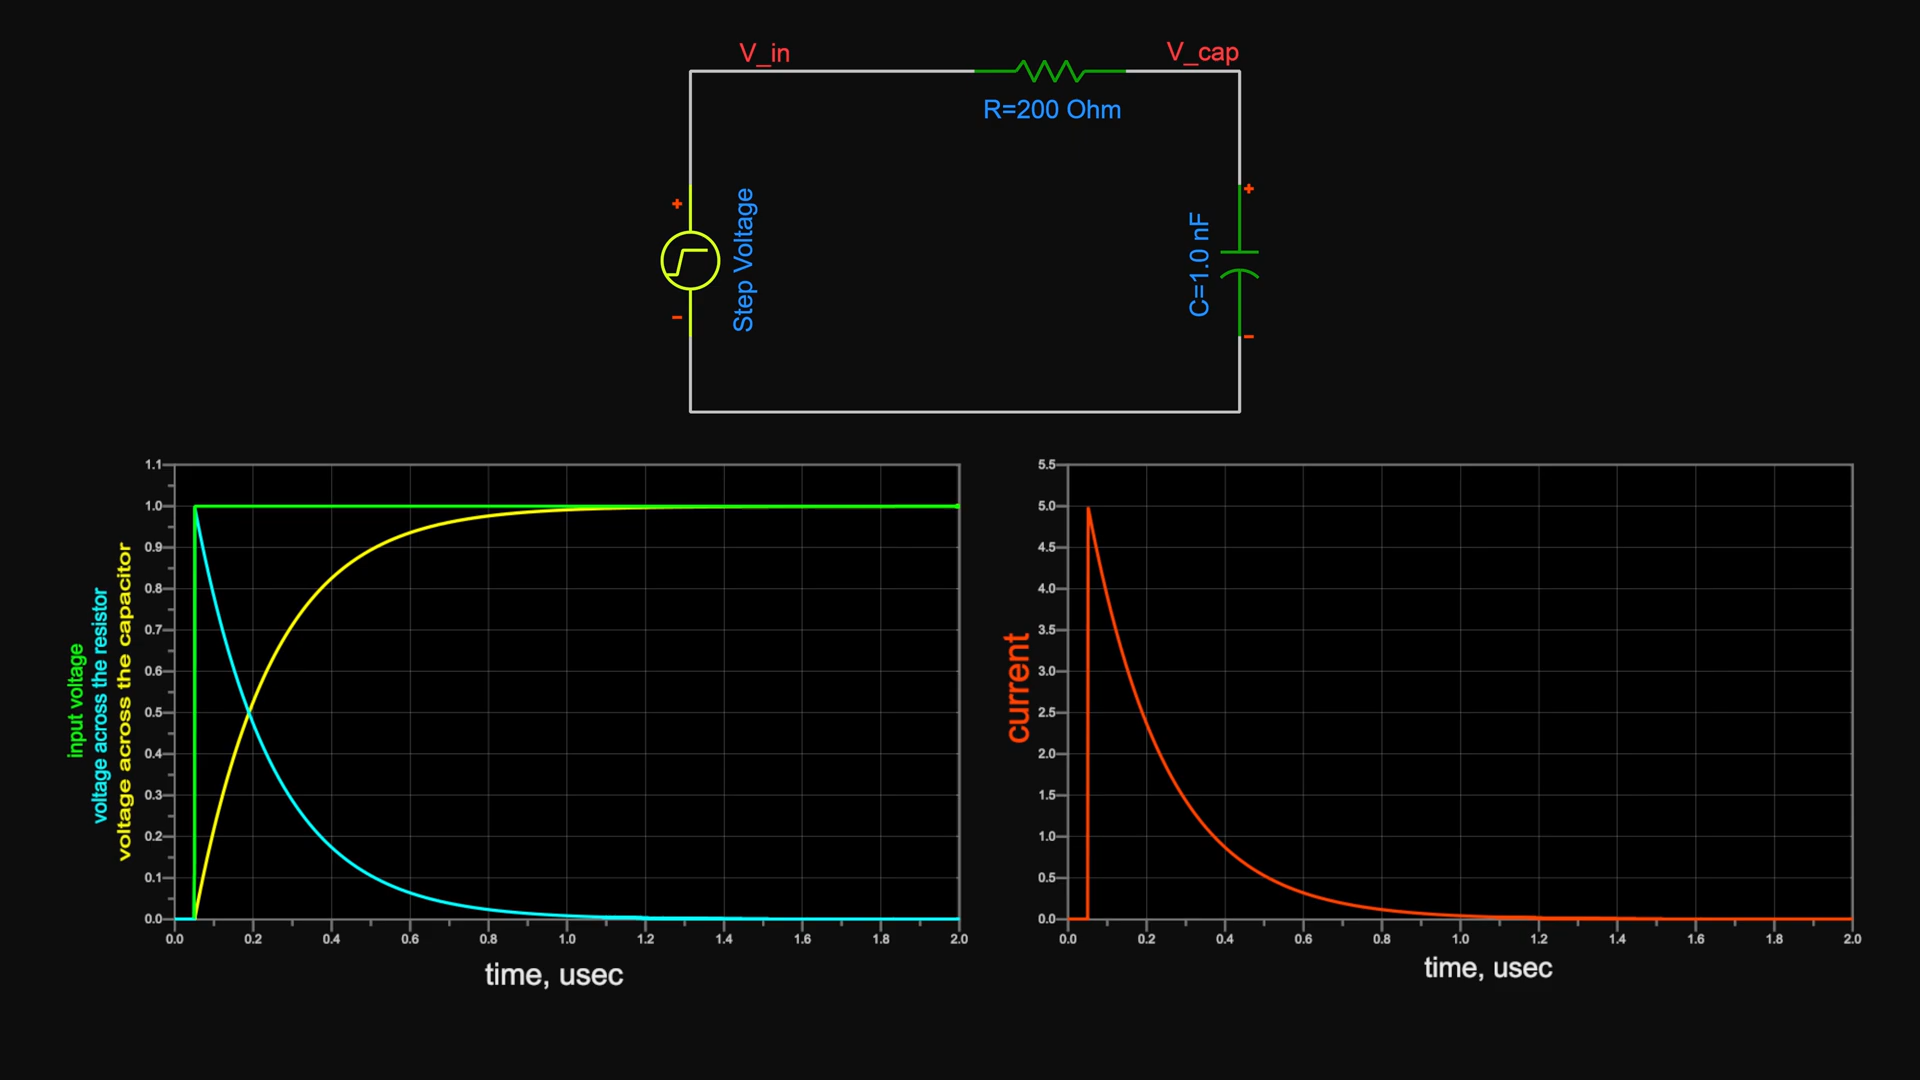 V_in
V_cap
R=200 Ohm
+
+
Step Voltage
C=1.0 nF
-
-
input voltage
voltage across the resistor
voltage across the capacitor
1.1
1.0
0.9
0.8
0.7
0.6
0.5
0.4
0.3
0.2
0.1
0.0
0.0 0.2 0.4 0.6 0.8 1.0 1.2 1.4 1.6 1.8 2.0
time, usec
current
5.5
5.0
4.5
4.0
3.5
3.0
2.5
2.0
1.5
1.0
0.5
0.0
0.0 0.2 0.4 0.6 0.8 1.0 1.2 1.4 1.6 1.8 2.0
time, usec